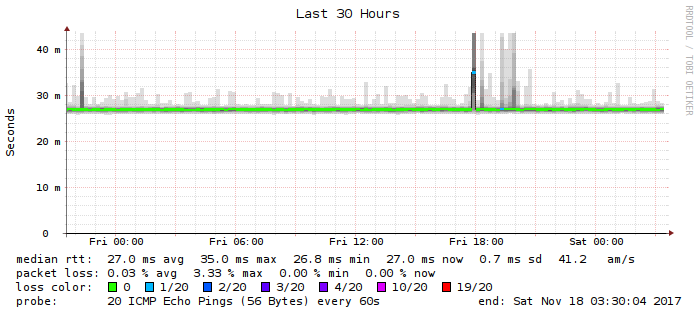 Last 30 Hours
RRDTOOL / TOBI OETIKER
Seconds
40 m
30 m
20 m
10 m
0
Fri 00:00 Fri 06:00 Fri 12:00 Fri 18:00 Sat 00:00
median rtt: 27.0 ms avg 35.0 ms max 26.8 ms min 27.0 ms now 0.7 ms sd 41.2 am/s
packet loss: 0.03 % avg 3.33 % max 0.00 % min 0.00 % now
loss color: 0 1/20 2/20 3/20 4/20 10/20 19/20
probe: 20 ICMP Echo Pings (56 Bytes) every 60s end: Sat Nov 18 03:30:04 2017